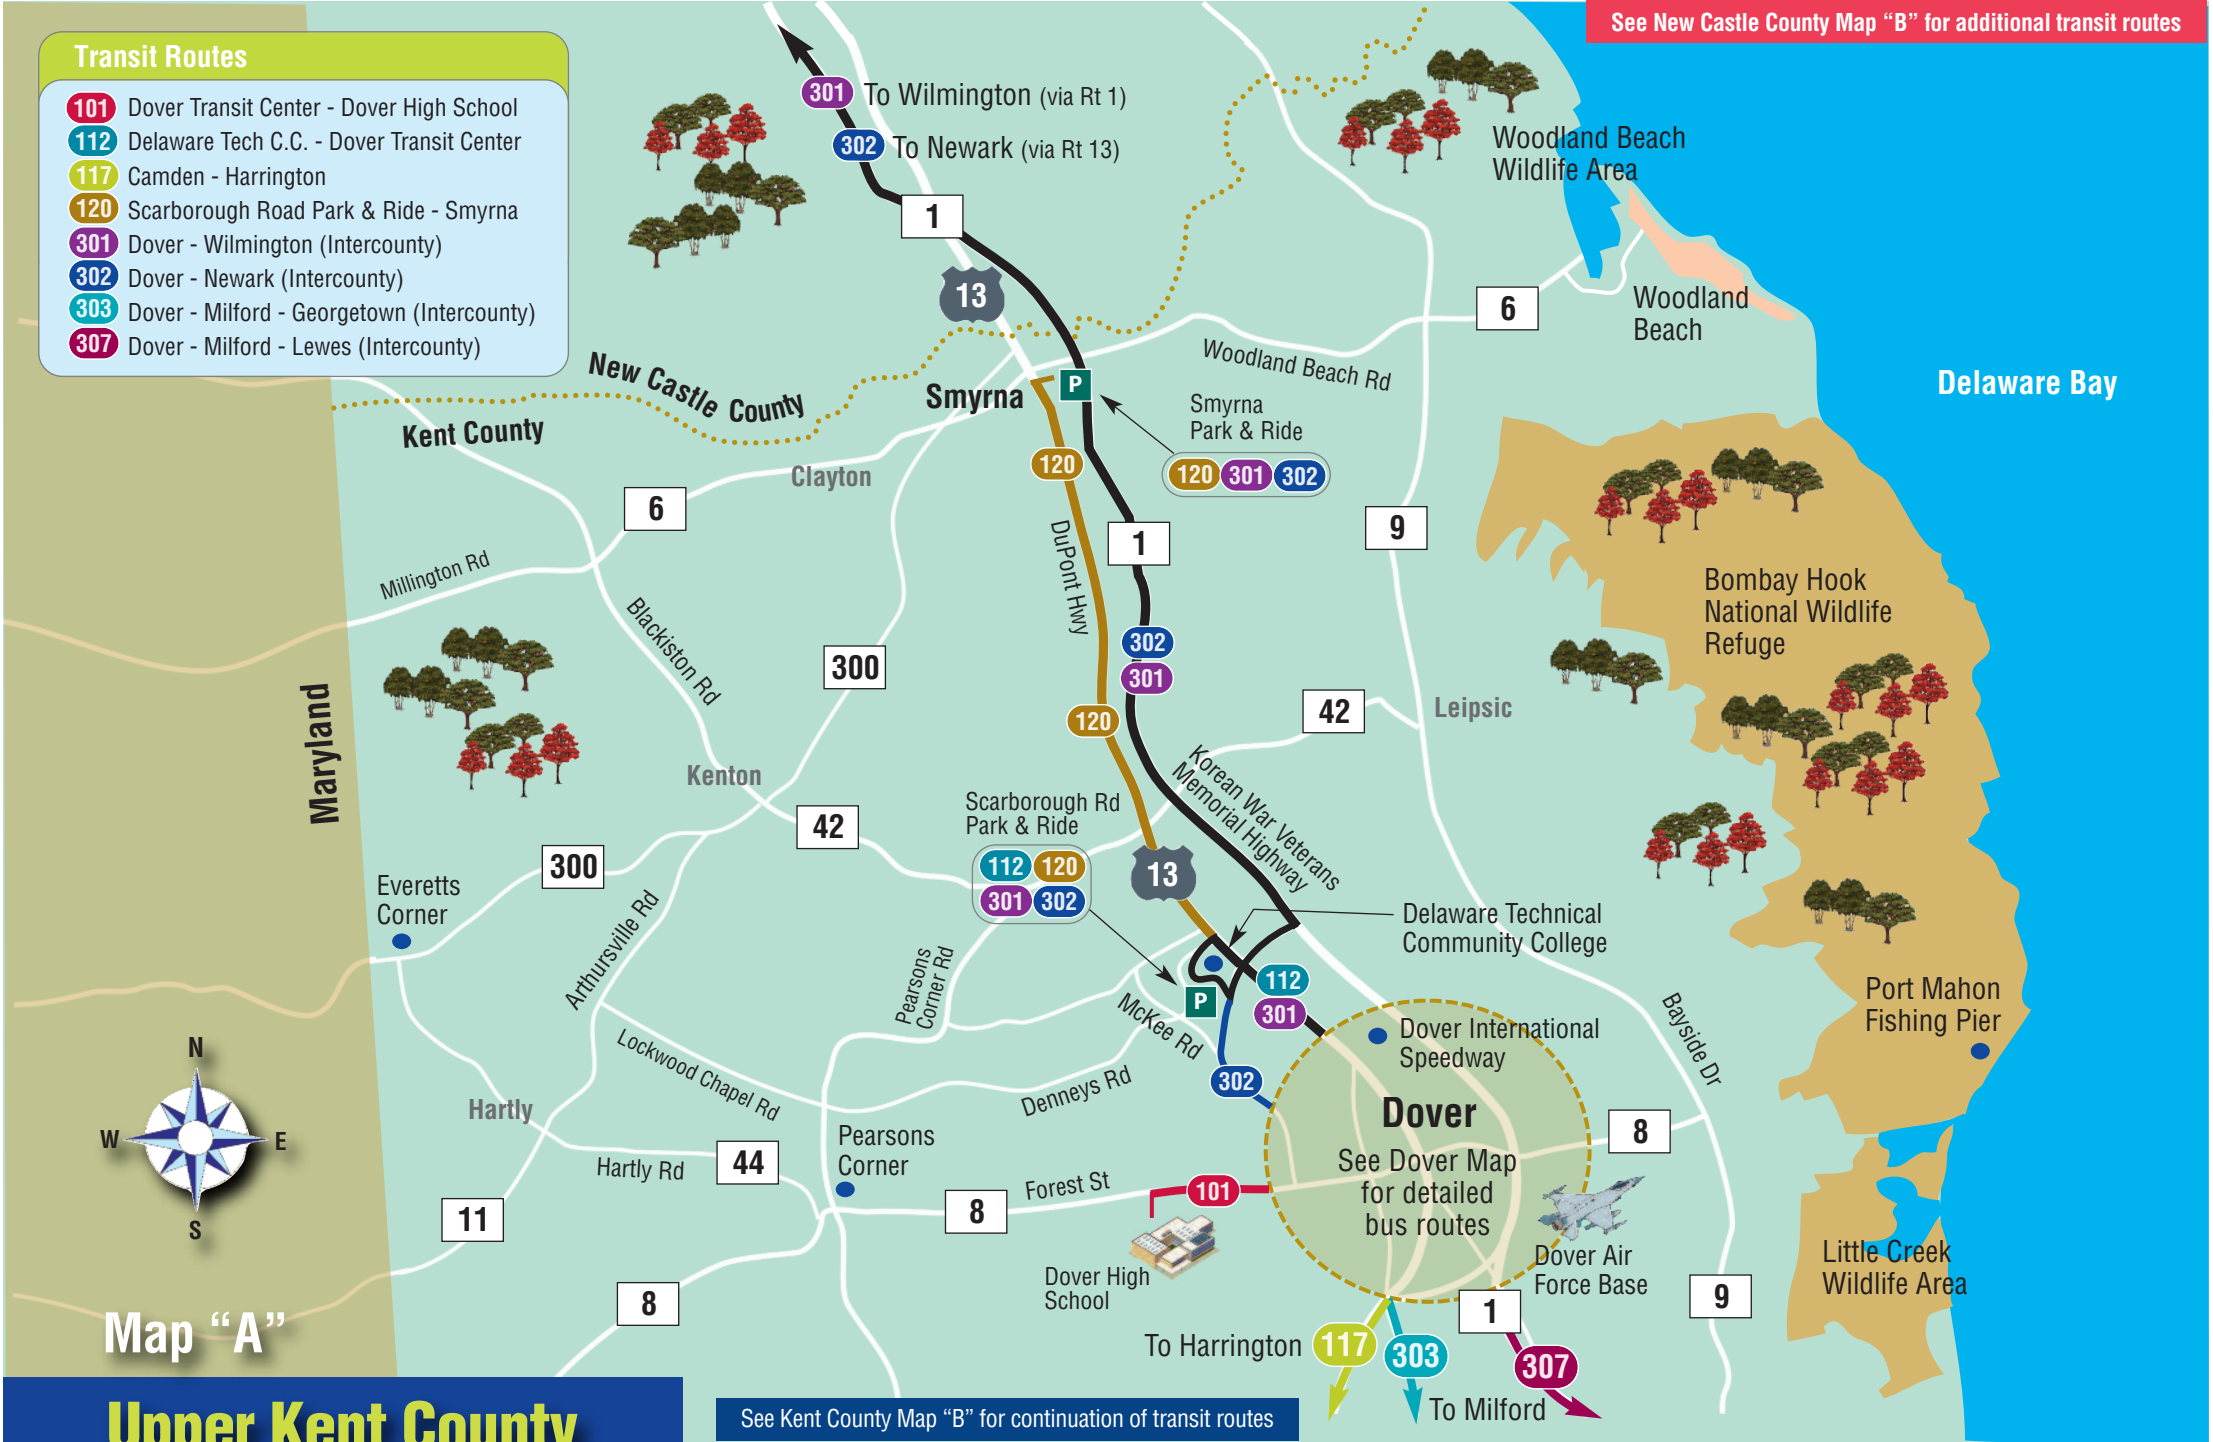 See New Castle County Map “B” for additional transit routes
Transit Routes
101 Dover Transit Center - Dover High School
112 Delaware Tech C.C. - Dover Transit Center
117 Camden - Harrington
120 Scarborough Road Park & Ride - Smyrna
301 Dover - Wilmington (Intercounty)
302 Dover - Newark (Intercounty)
303 Dover - Milford - Georgetown (Intercounty)
307 Dover - Milford - Lewes (Intercounty)
301 To Wilmington (via Rt 1)
302 To Newark (via Rt 13)
1
13
Woodland Beach
Wildlife Area
6
Woodland
Beach
Woodland Beach Rd
Delaware Bay
New Castle County
Kent County
Smyrna
P
Smyrna
Park & Ride
120 301 302
120
Clayton
6
Millington Rd
DuPont Hwy
1
9
Bombay Hook
National Wildlife
Refuge
Blackiston Rd
300
302
301
120
42
Leipsic
Maryland
Kenton
42
Korean War Veterans
Memorial Highway
Scarborough Rd
Park & Ride
112 120
301 302
13
300
Everetts
Corner
Arthursville Rd
Pearsons
Corner Rd
Delaware Technical
Community College
P
112
301
McKee Rd
302
Dover International
Speedway
Bayside Dr
Port Mahon
Fishing Pier
N
W
E
S
Lockwood Chapel Rd
Denneys Rd
Hartly
Hartly Rd
44
Pearsons
Corner
Dover
See Dover Map
for detailed
bus routes
8
11
8
Forest St
101
Dover High
School
Dover Air
Force Base
Little Creek
Wildlife Area
8
9
1
To Harrington
117
303
307
To Milford
Map “A”
Upper Kent County
See Kent County Map “B” for continuation of transit routes